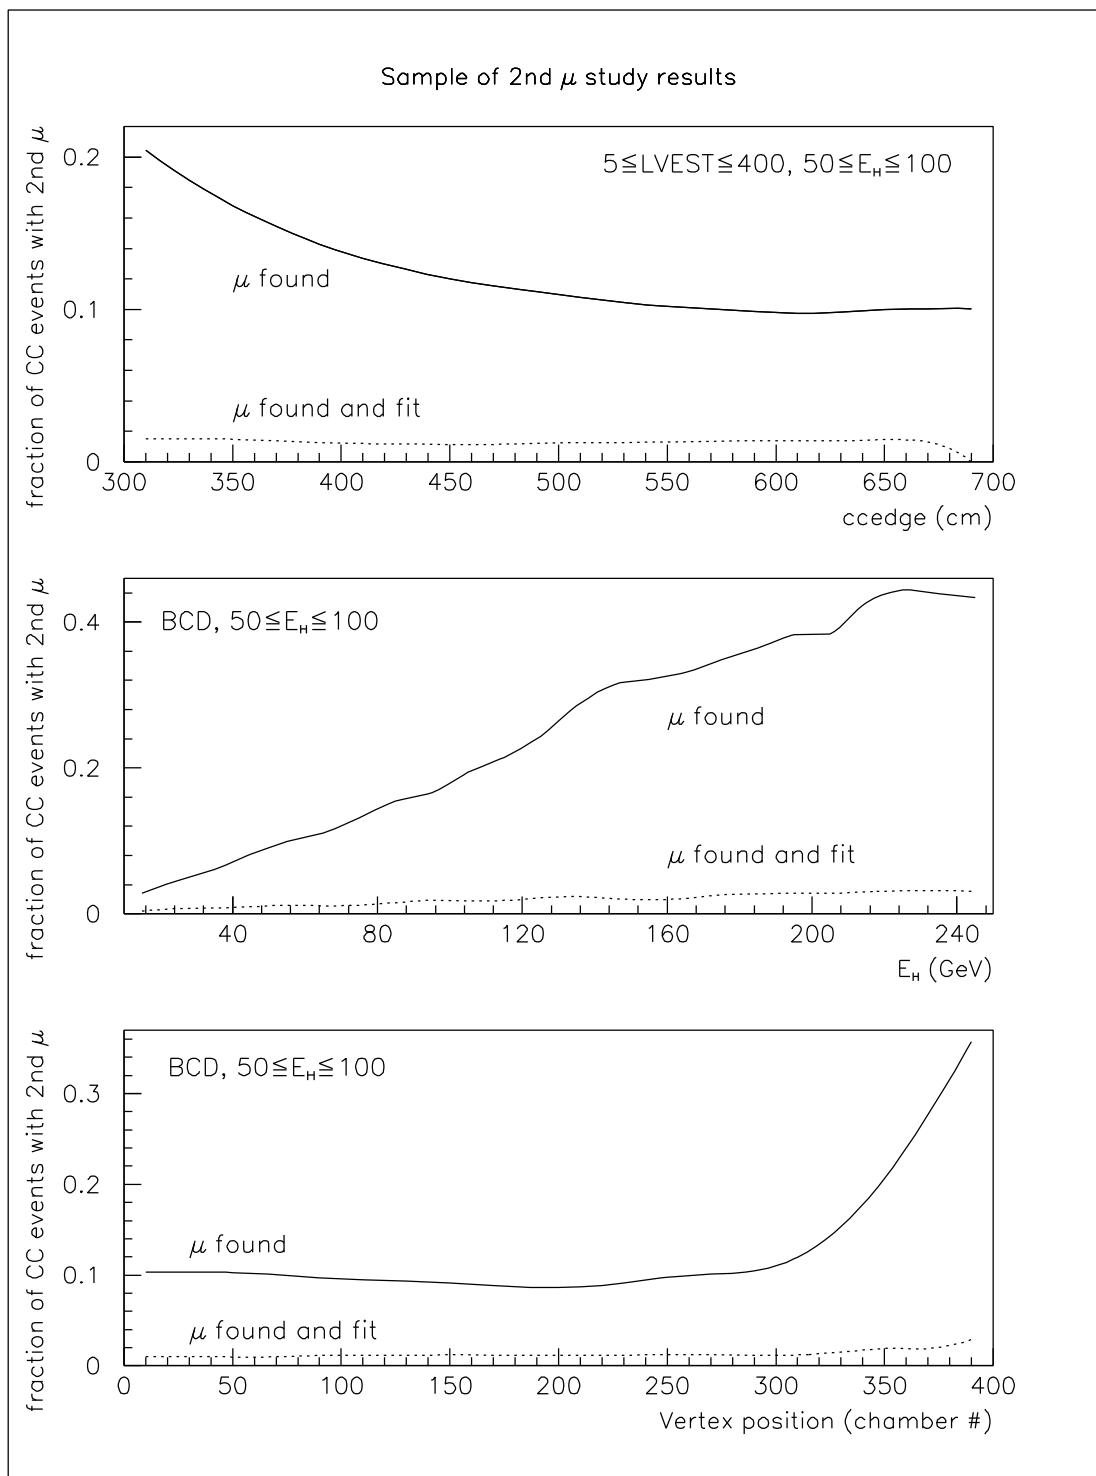 Sample of 2nd μ study results
fraction of CC events with 2nd μ
5≦LVEST≦400, 50≦E_H≦100
μ found
μ found and fit
0.2
0.1
0
300 350 400 450 500 550 600 650 700
ccedge (cm)
fraction of CC events with 2nd μ
BCD, 50≦E_H≦100
μ found
μ found and fit
0.4
0.2
0
40 80 120 160 200 240
E_H (GeV)
fraction of CC events with 2nd μ
BCD, 50≦E_H≦100
μ found
μ found and fit
0.3
0.2
0.1
0
0 50 100 150 200 250 300 350 400
Vertex position (chamber #)